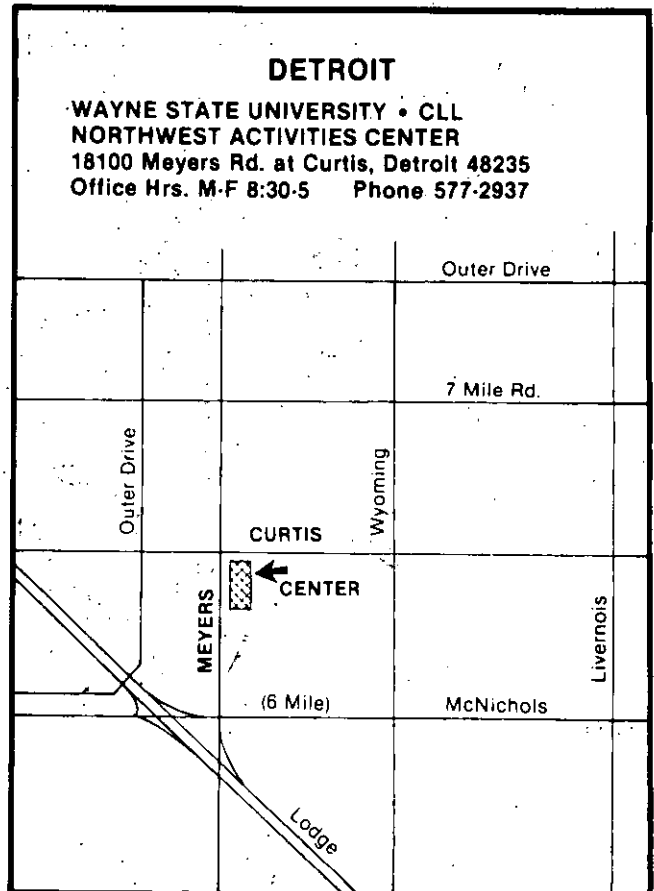 DETROIT
WAYNE STATE UNIVERSITY • CLL
NORTHWEST ACTIVITIES CENTER
18100 Meyers Rd. at Curtis, Detroit 48235
Office Hrs. M-F 8:30-5 Phone 577-2937
Outer Drive
7 Mile Rd.
Outer Drive
Wyoming
CURTIS
CENTER
MEYERS
Livernois
(6 Mile)
McNichols
Lodge